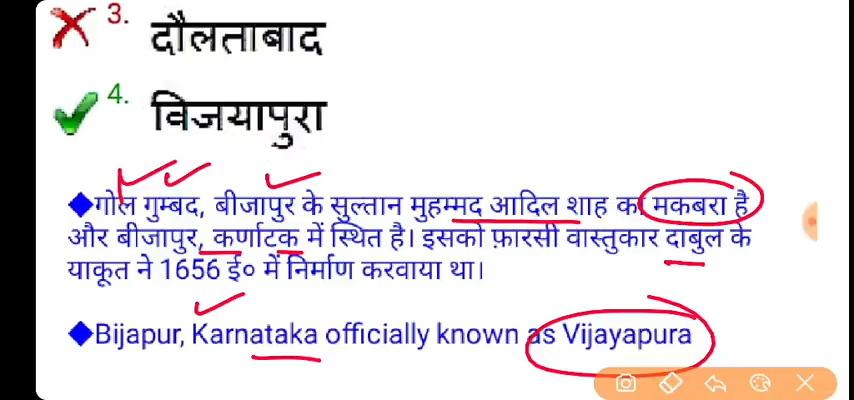 3. दौलताबाद
4. विजयापुरा
◆गोल गुम्बद, बीजापुर के सुल्तान मुहम्मद आदिल शाह का मकबरा है
और बीजापुर, कर्णाटक में स्थित है। इसको फ़ारसी वास्तुकार दाबुल के
याकूत ने 1656 ई० में निर्माण करवाया था।
◆Bijapur, Karnataka officially known as Vijayapura